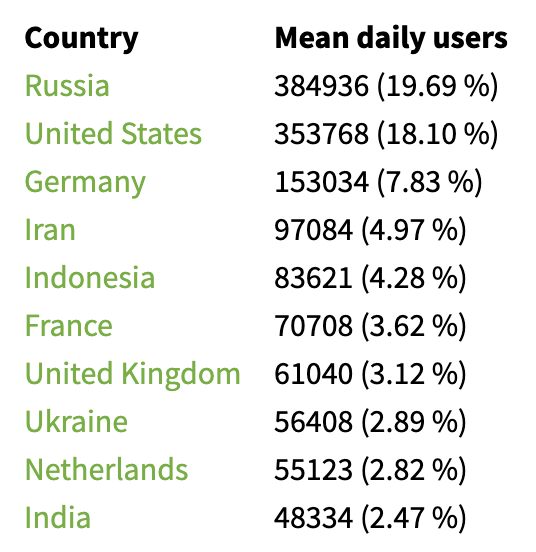 Country Mean daily users
Russia 384936 (19.69 %)
United States 353768 (18.10 %)
Germany 153034 (7.83 %)
Iran 97084 (4.97 %)
Indonesia 83621 (4.28 %)
France 70708 (3.62 %)
United Kingdom 61040 (3.12 %)
Ukraine 56408 (2.89 %)
Netherlands 55123 (2.82 %)
India 48334 (2.47 %)